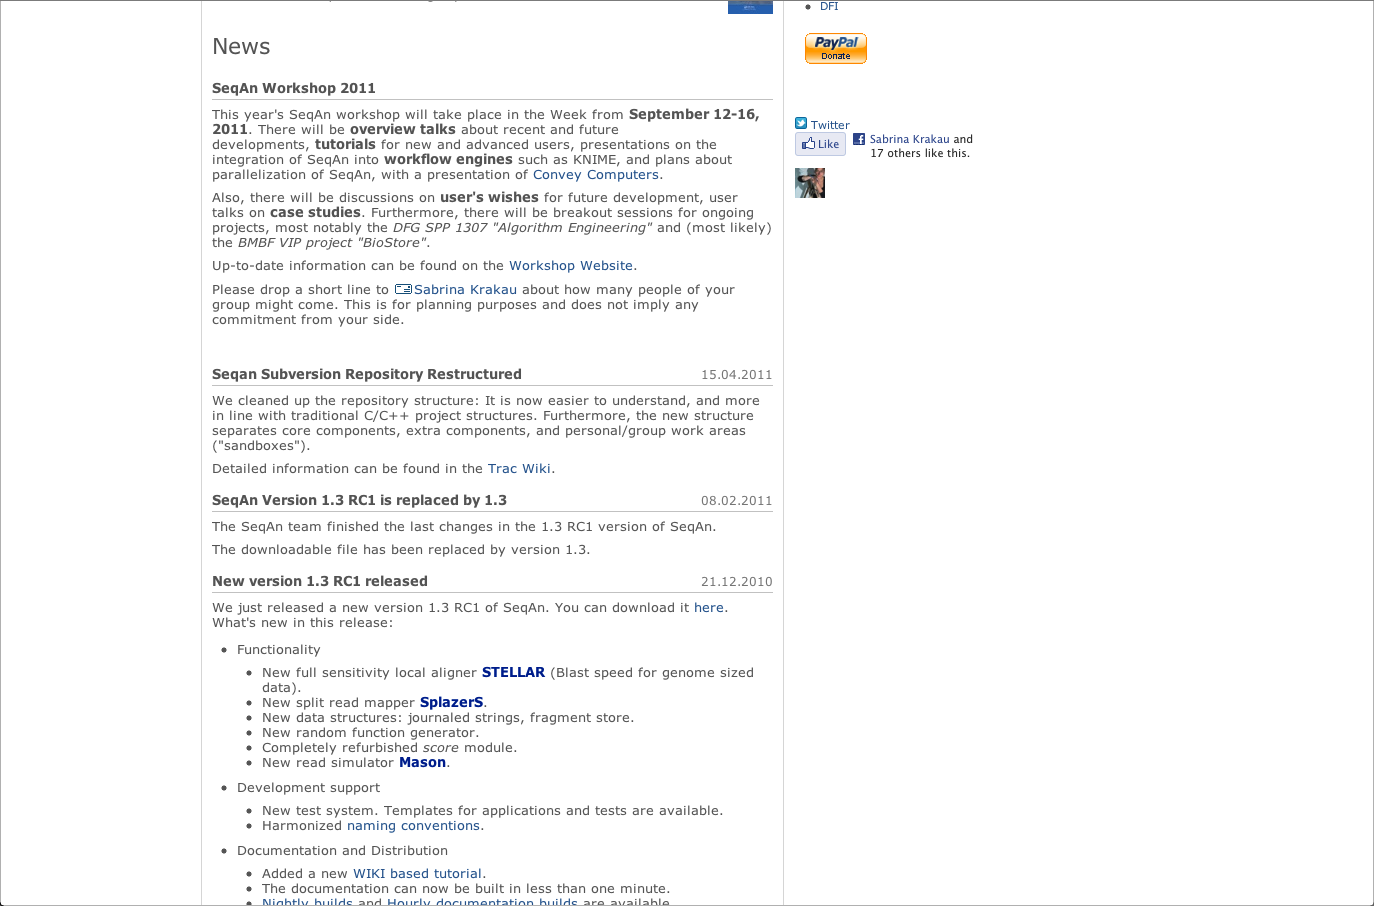 News
SeqAn Workshop 2011
This year's SeqAn workshop will take place in the Week from September 12-16,
2011. There will be overview talks about recent and future
developments, tutorials for new and advanced users, presentations on the
integration of SeqAn into workflow engines such as KNIME, and plans about
parallelization of SeqAn, with a presentation of Convey Computers.
Also, there will be discussions on user's wishes for future development, user
talks on case studies. Furthermore, there will be breakout sessions for ongoing
projects, most notably the DFG SPP 1307 "Algorithm Engineering" and (most likely)
the BMBF VIP project "BioStore".
Up-to-date information can be found on the Workshop Website.
Please drop a short line to Sabrina Krakau about how many people of your
group might come. This is for planning purposes and does not imply any
commitment from your side.
Seqan Subversion Repository Restructured 15.04.2011
We cleaned up the repository structure: It is now easier to understand, and more
in line with traditional C/C++ project structures. Furthermore, the new structure
separates core components, extra components, and personal/group work areas
("sandboxes").
Detailed information can be found in the Trac Wiki.
SeqAn Version 1.3 RC1 is replaced by 1.3 08.02.2011
The SeqAn team finished the last changes in the 1.3 RC1 version of SeqAn.
The downloadable file has been replaced by version 1.3.
New version 1.3 RC1 released 21.12.2010
We just released a new version 1.3 RC1 of SeqAn. You can download it here.
What's new in this release:
• Functionality
• New full sensitivity local aligner STELLAR (Blast speed for genome sized
data).
• New split read mapper SplazerS.
• New data structures: journaled strings, fragment store.
• New random function generator.
• Completely refurbished score module.
• New read simulator Mason.
• Development support
• New test system. Templates for applications and tests are available.
• Harmonized naming conventions.
• Documentation and Distribution
• Added a new WIKI based tutorial.
• The documentation can now be built in less than one minute.
• Nightly builds and Hourly documentation builds are available
• DFI
PayPal
Donate
Twitter
Like
Sabrina Krakau and
17 others like this.